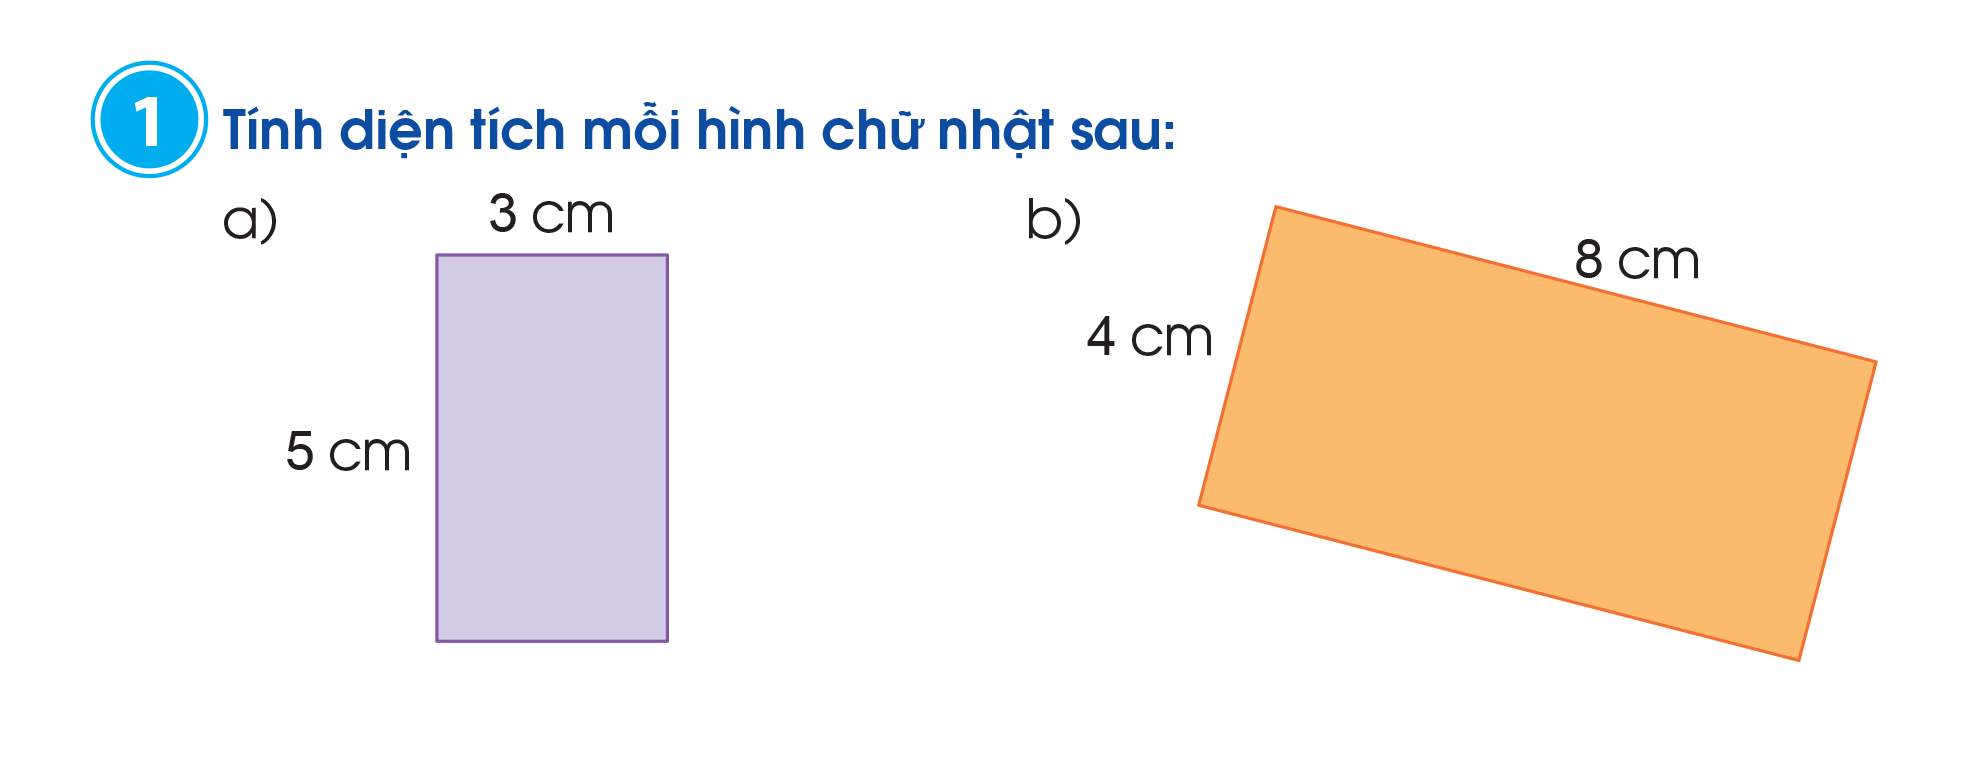 1 Tính diện tích mỗi hình chữ nhật sau:
a)
3 cm
5 cm
b)
8 cm
4 cm